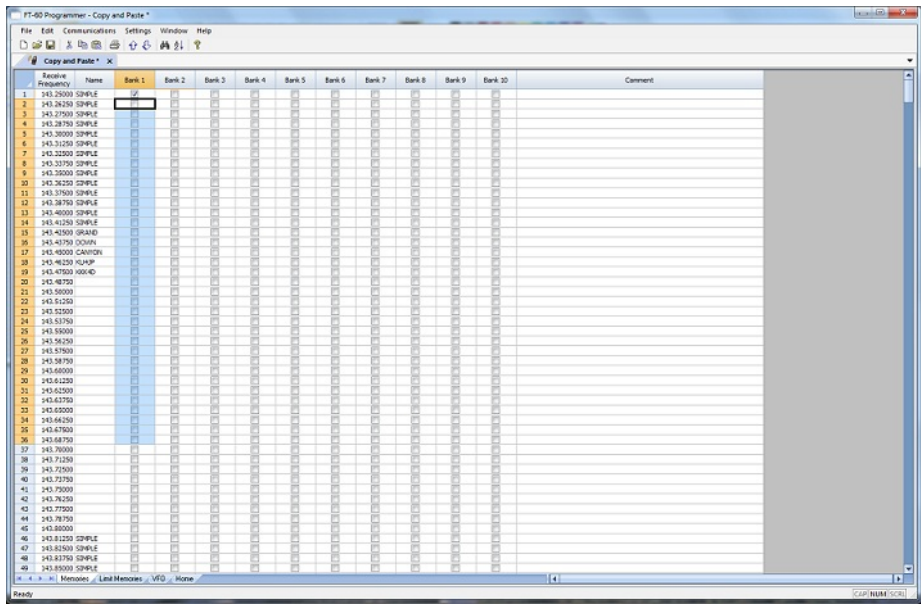 FT-60 Programmer - Copy and Paste *
File Edit Communications Settings Window Help
Copy and Paste * x
Receive Frequency Name Bank 1 Bank 2 Bank 3 Bank 4 Bank 5 Bank 6 Bank 7 Bank 8 Bank 9 Bank 10 Comment
1 143.25000 SIMPLE
2 143.26250 SIMPLE
3 143.27500 SIMPLE
4 143.28750 SIMPLE
5 143.30000 SIMPLE
6 143.31250 SIMPLE
7 143.32500 SIMPLE
8 143.33750 SIMPLE
9 143.35000 SIMPLE
10 143.36250 SIMPLE
11 143.37500 SIMPLE
12 143.38750 SIMPLE
13 143.40000 SIMPLE
14 143.41250 SIMPLE
15 143.42500 GRAND
16 143.43750 DOWN
17 143.45000 CANYON
18 143.46250
19 143.47500
20 143.48750
21 143.50000
22 143.51250
23 143.52500
24 143.53750
25 143.55000
26 143.56250
27 143.57500
28 143.58750
29 143.60000
30 143.61250
31 143.62500
32 143.63750
33 143.65000
34 143.66250
35 143.67500
36 143.68750
37 143.70000
38 143.71250
39 143.72500
40 143.73750
41 143.75000
42 143.76250
43 143.77500
44 143.78750
45 143.80000
46 143.81250 SIMPLE
47 143.82500 SIMPLE
48 143.83750 SIMPLE
49 143.85000 SIMPLE
Memories Limit Memories VFO Home
Ready CAP NUM SCRL